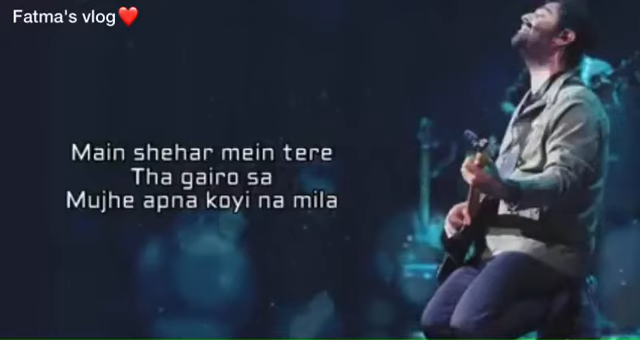 Fatma's vlog❤️
Main shehar mein tere
Tha gairo sa
Mujhe apna koyi na mila